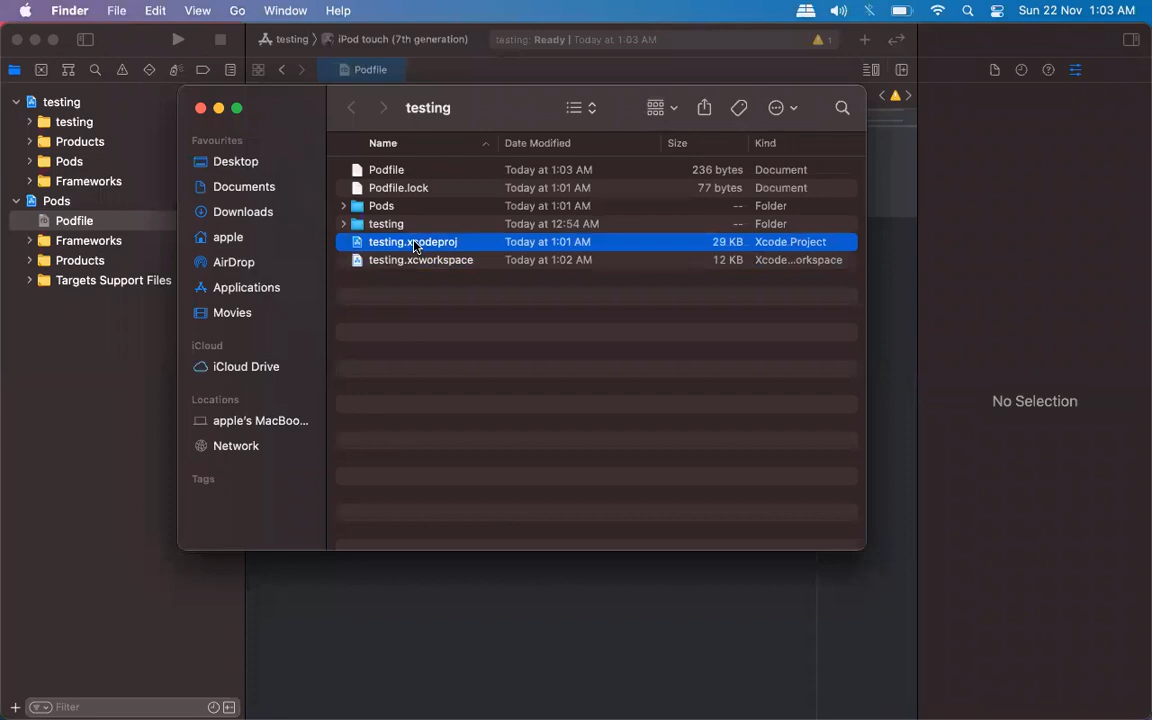 Finder File Edit View Go Window Help Sun 22 Nov 1:03 AM
testing iPod touch (7th generation) testing: Ready | Today at 1:03 AM 1
Podfile
testing
testing
Products
Pods
Frameworks
Pods
Podfile
Frameworks
Products
Targets Support Files
Filter
testing
Favourites
Desktop
Documents
Downloads
apple
AirDrop
Applications
Movies
iCloud
iCloud Drive
Locations
apple's MacBoo...
Network
Tags
Name Date Modified Size Kind
Podfile Today at 1:03 AM 236 bytes Document
Podfile.lock Today at 1:01 AM 77 bytes Document
Pods Today at 1:01 AM -- Folder
testing Today at 12:54 AM -- Folder
testing.xcodeproj Today at 1:01 AM 29 KB Xcode Project
testing.xcworkspace Today at 1:02 AM 12 KB Xcode...orkspace
No Selection